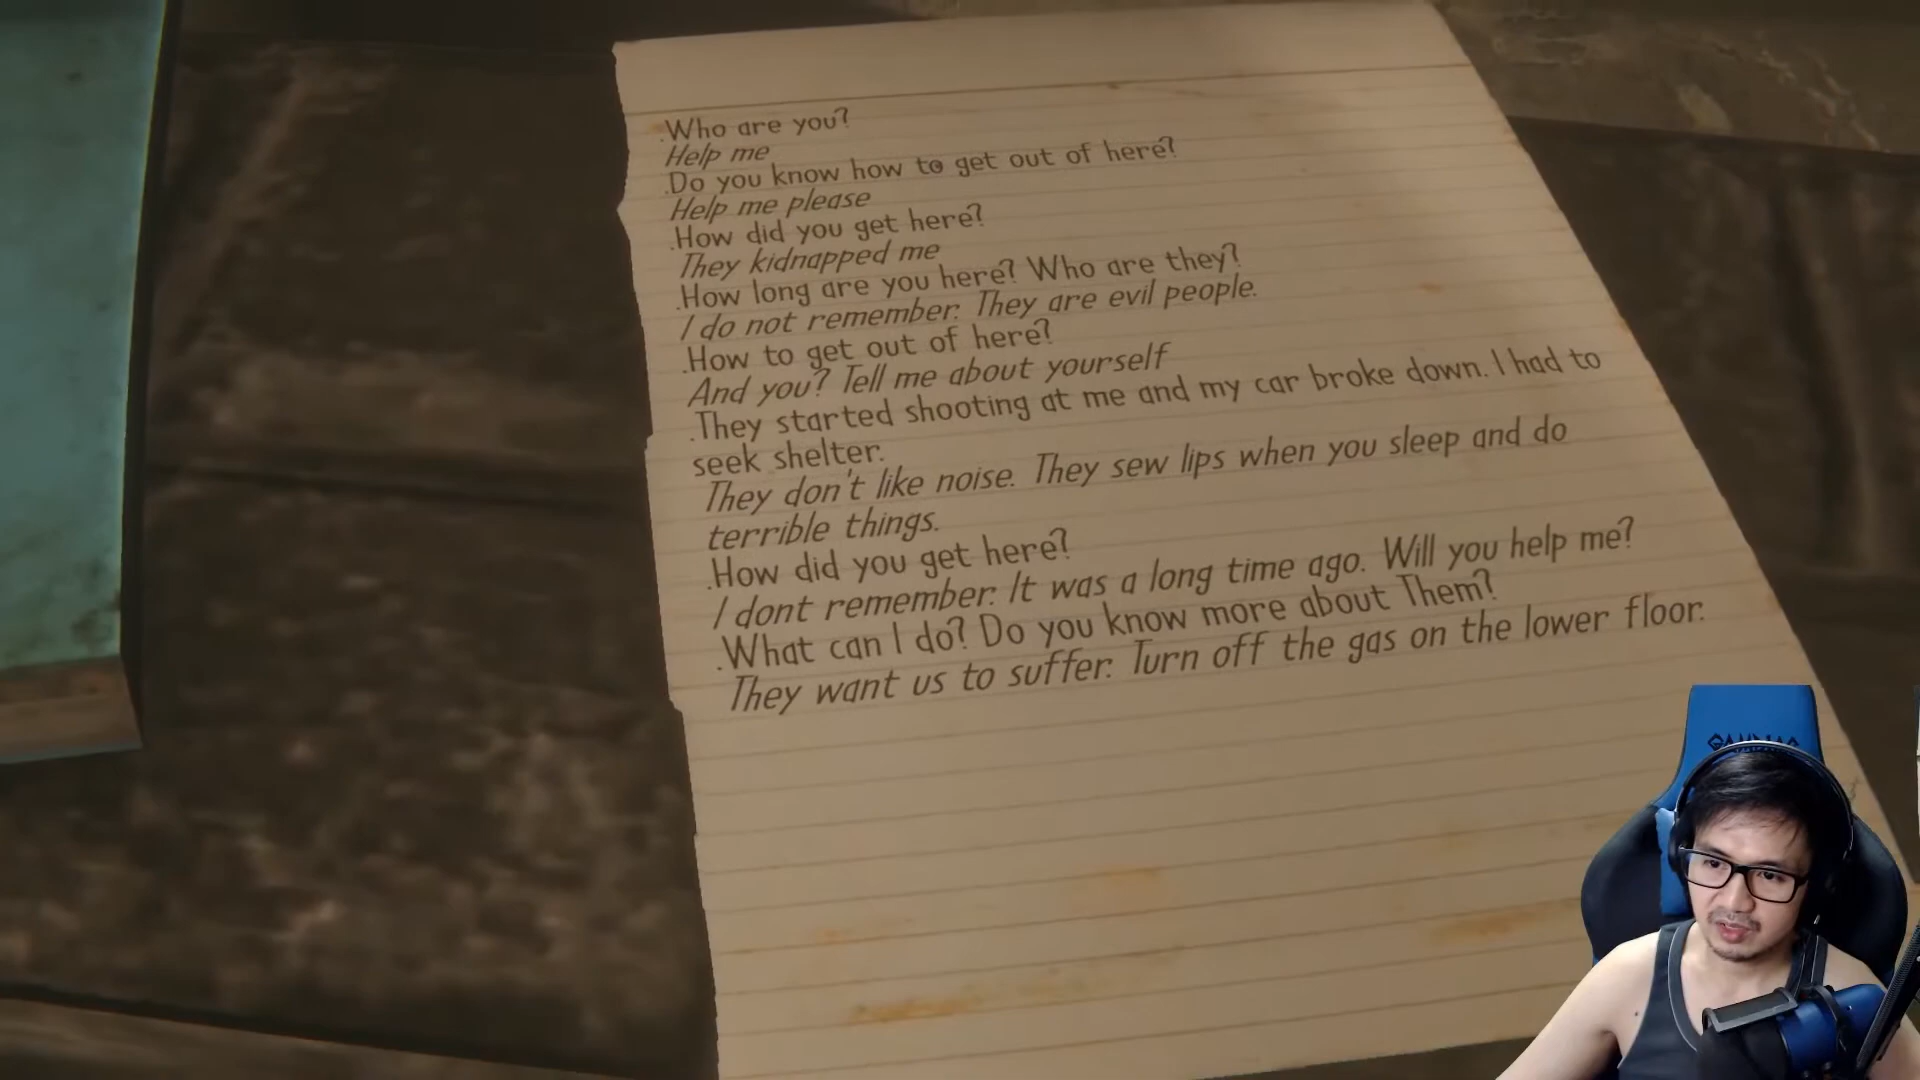 .Who are you?
Help me
.Do you know how to get out of here?
Help me please
.How did you get here?
They kidnapped me
.How long are you here? Who are they?
I do not remember. They are evil people.
.How to get out of here?
And you? Tell me about yourself
.They started shooting at me and my car broke down. I had to
seek shelter.
They don't like noise. They sew lips when you sleep and do
terrible things.
.How did you get here?
I dont remember. It was a long time ago. Will you help me?
.What can I do? Do you know more about Them?
They want us to suffer. Turn off the gas on the lower floor.